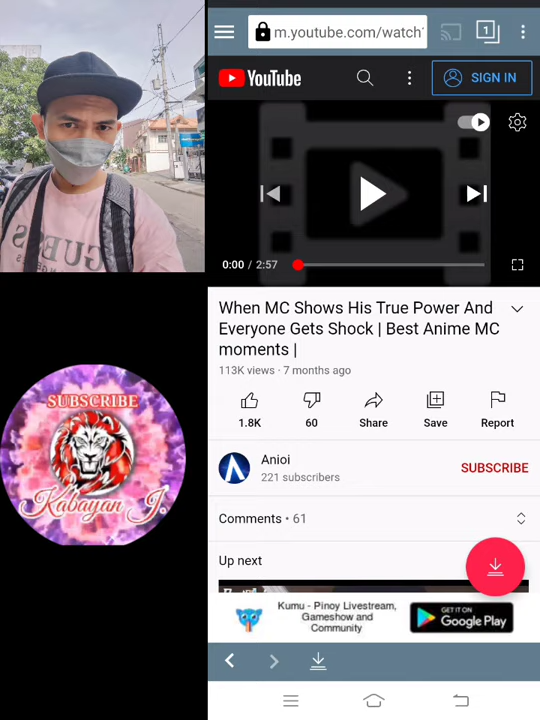 GUESS
SUBSCRIBE
Kabayan J.
1
m.youtube.com/watch
YouTube
SIGN IN
0:00 / 2:57
When MC Shows His True Power And
Everyone Gets Shock | Best Anime MC
moments |
113K views · 7 months ago
1.8K
60
Share
Save
Report
Anioi
221 subscribers
SUBSCRIBE
Comments • 61
Up next
Kumu - Pinoy Livestream,
Gameshow and
Community
GET IT ON
Google Play